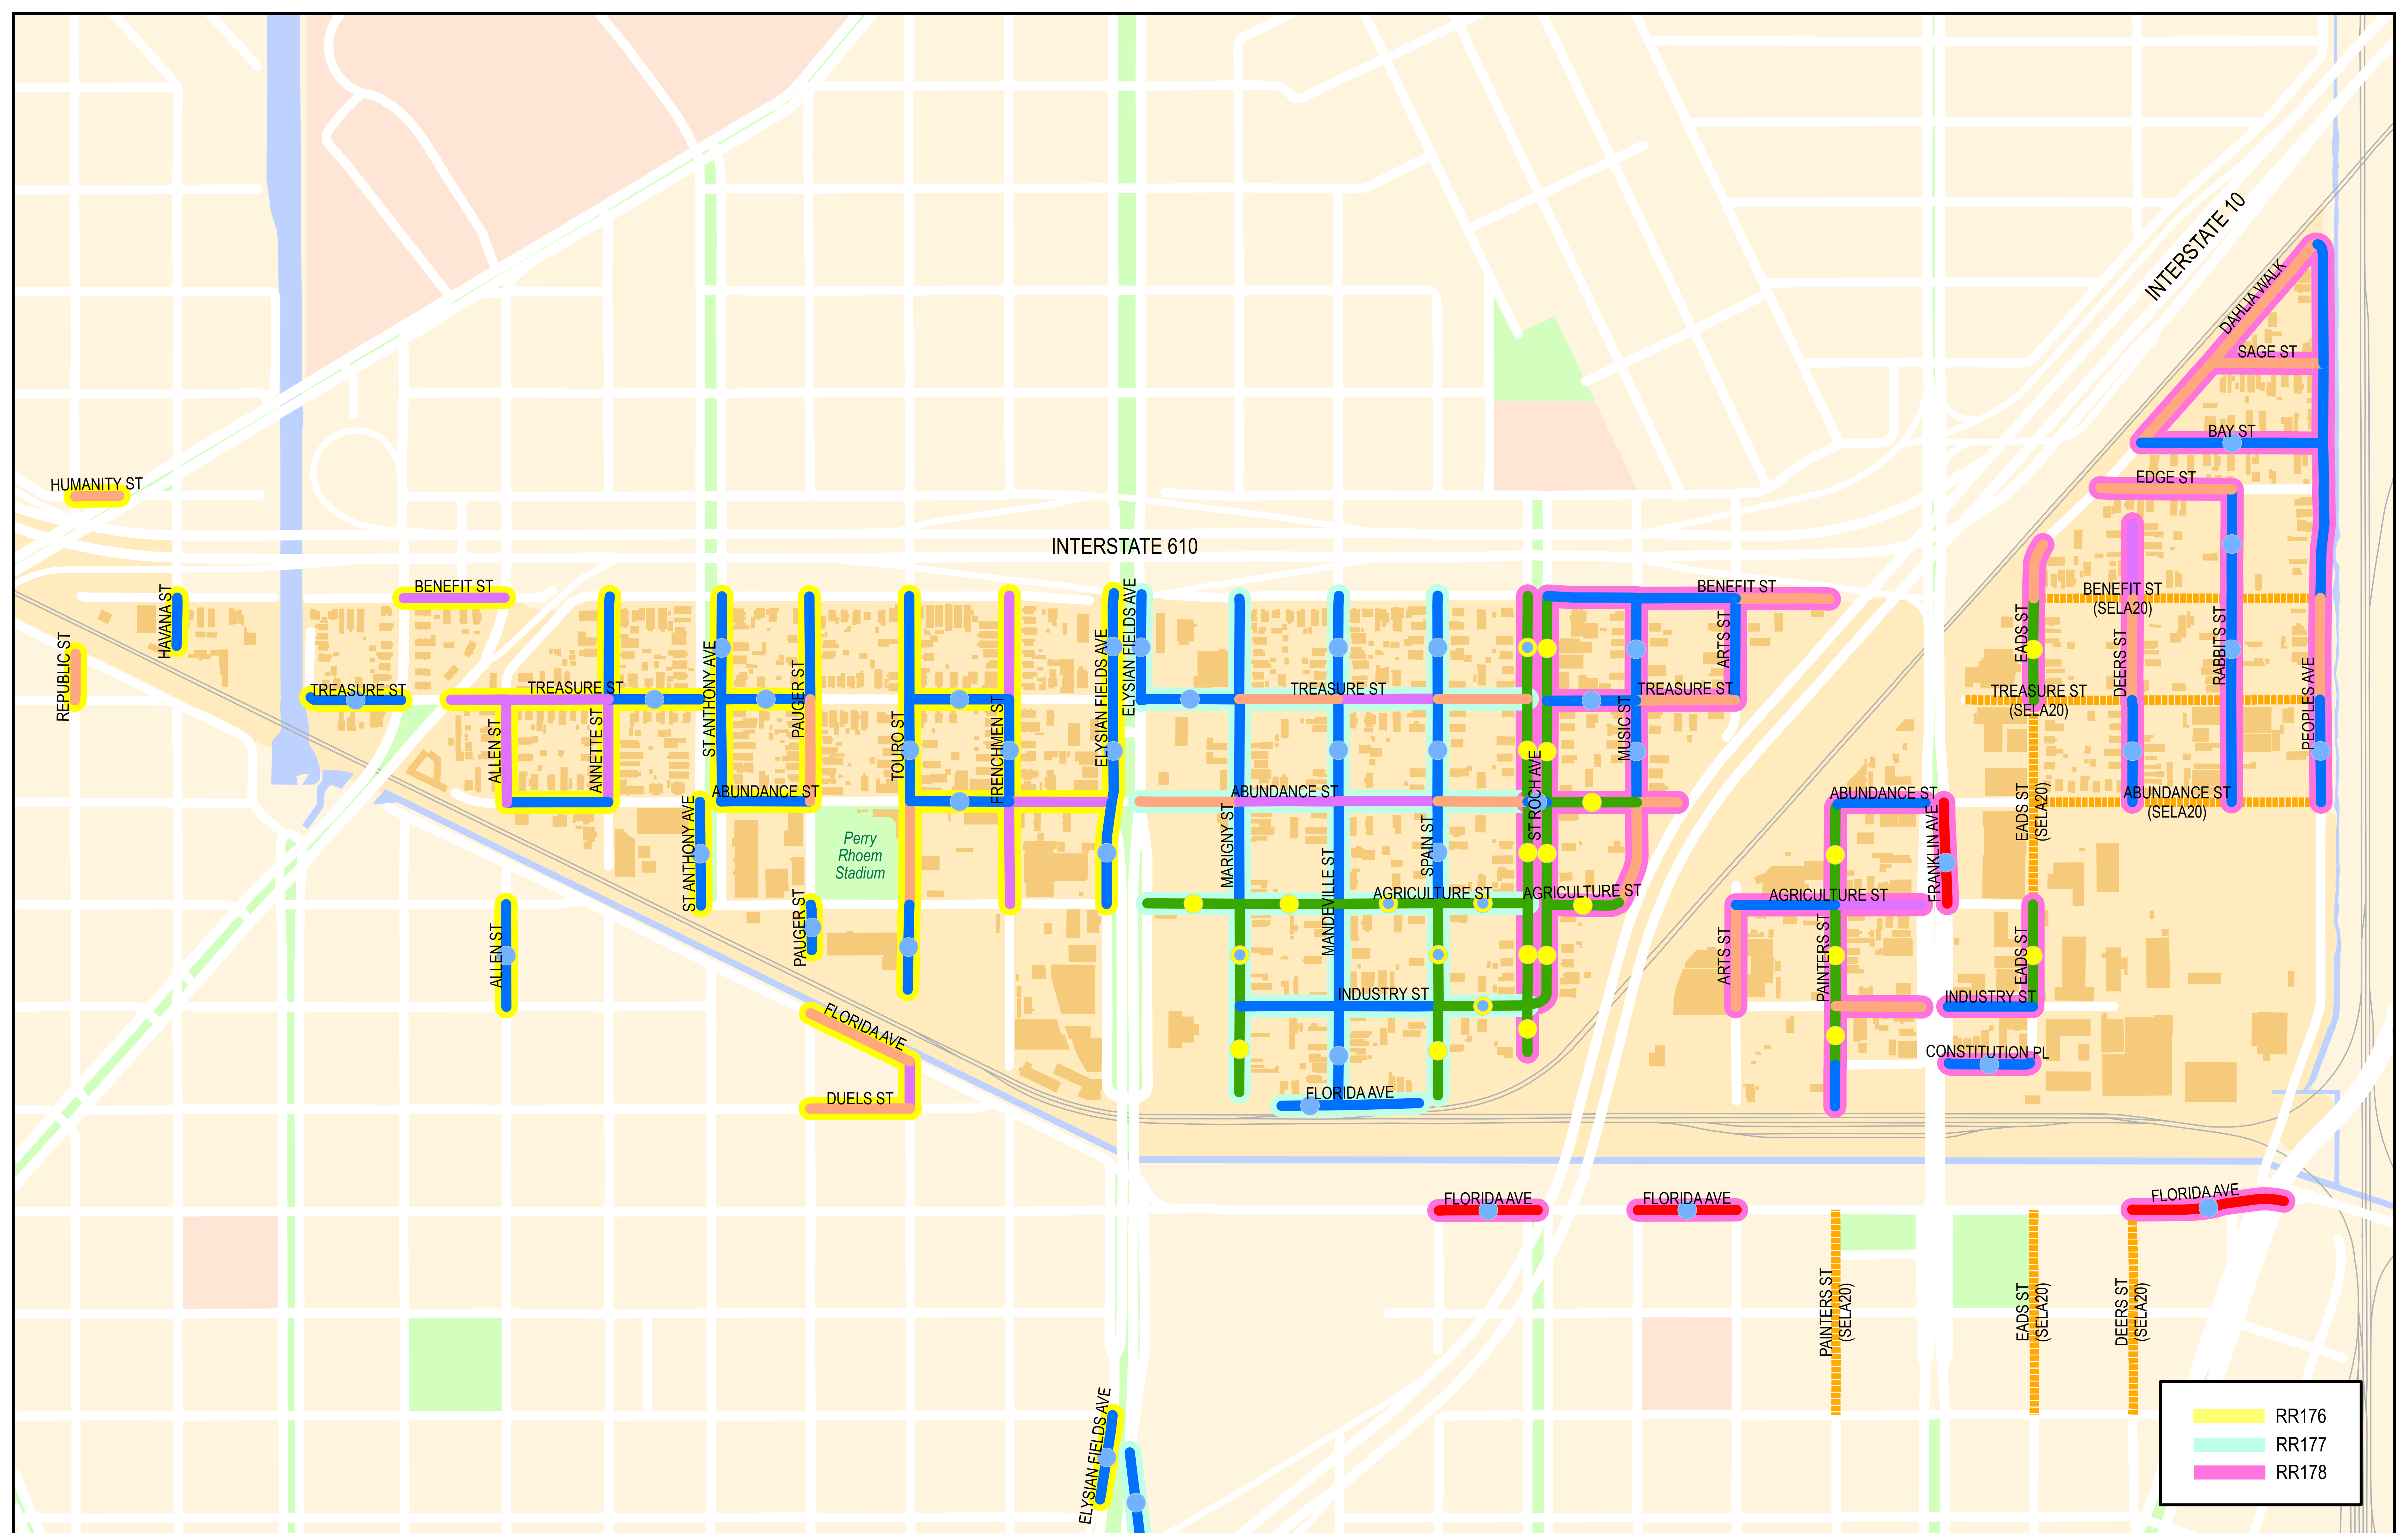 INTERSTATE 10
DAHLIA WALK
SAGE ST
BAY ST
EDGE ST
HUMANITY ST
INTERSTATE 610
HAVANA ST
REPUBLIC ST
BENEFIT ST
TREASURE ST
TREASURE ST
ALLEN ST
ANNETTE ST
ST ANTHONY AVE
PAUGER ST
ABUNDANCE ST
TOURO ST
FRENCHMEN ST
ELYSIAN FIELDS AVE
ELYSIAN FIELDS AVE
TREASURE ST
ABUNDANCE ST
MARIGNY ST
MANDEVILLE ST
SPAIN ST
ST ROCH AVE
MUSIC ST
BENEFIT ST
ARTS ST
TREASURE ST
AGRICULTURE ST
AGRICULTURE ST
INDUSTRY ST
FLORIDA AVE
ST ANTHONY AVE
Perry
Rhoem
Stadium
PAUGER ST
ALLEN ST
FLORIDA AVE
DUELS ST
EADS ST
BENEFIT ST
(SELA20)
DEERS ST
RABBITS ST
PEOPLES AVE
TREASURE ST
(SELA20)
EADS ST
(SELA20)
ABUNDANCE ST
(SELA20)
ABUNDANCE ST
FRANKLIN AVE
AGRICULTURE ST
ARTS ST
PAINTERS ST
EADS ST
INDUSTRY ST
CONSTITUTION PL
FLORIDA AVE
FLORIDA AVE
FLORIDA AVE
PAINTERS ST
(SELA20)
EADS ST
(SELA20)
DEERS ST
(SELA20)
ELYSIAN FIELDS AVE
RR176
RR177
RR178